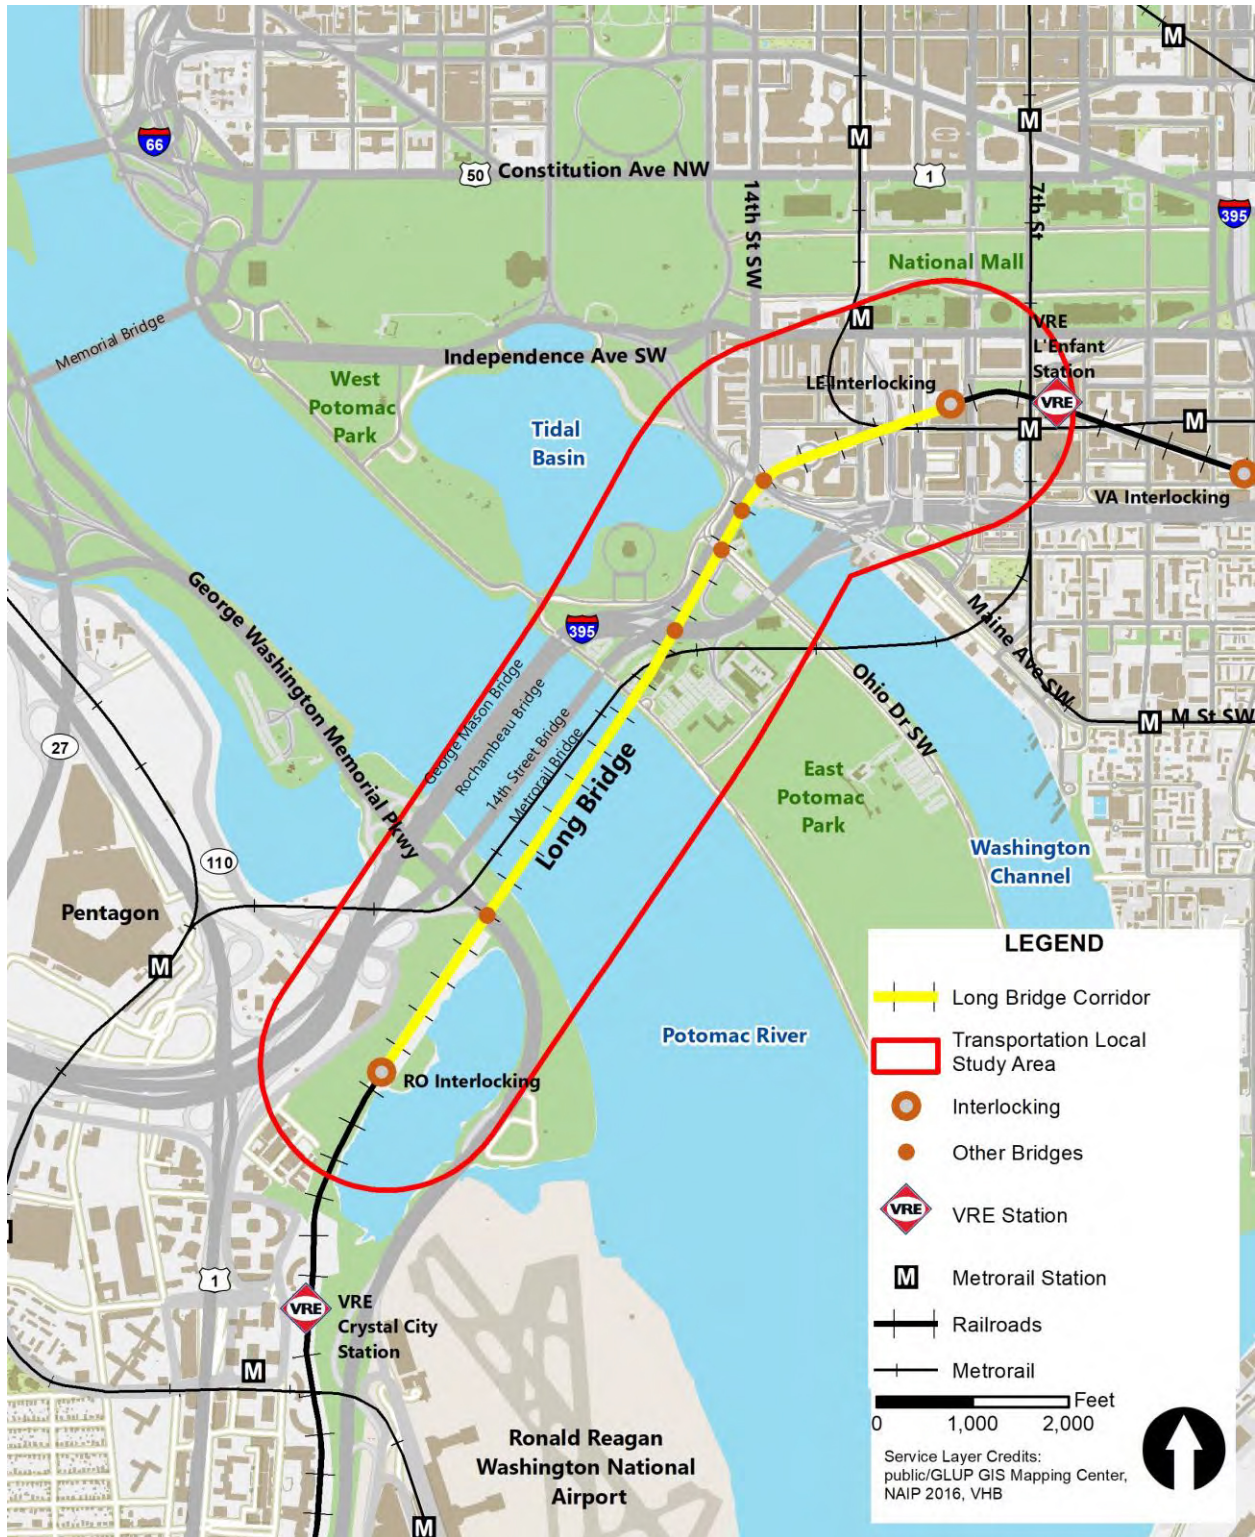 M
66
M
M
50
Constitution Ave NW
1
14th St SW
7th St
395
National Mall
Memorial Bridge
M
VRE
L'Enfant
Station
Independence Ave SW
LE Interlocking
West
Potomac
Park
Tidal
Basin
VRE
M
M
VA Interlocking
George Washington Memorial Pkwy
395
Maine Ave SW
George Mason Bridge
Rochambeau Bridge
14th Street Bridge
Metrorail Bridge
Long Bridge
Ohio Dr SW
M
M St SW
27
East
Potomac
Park
110
Washington
Channel
Pentagon
M
Potomac River
RO Interlocking
1
VRE
VRE
Crystal City
Station
M
Ronald Reagan
Washington National
Airport
M
LEGEND
Long Bridge Corridor
Transportation Local
Study Area
Interlocking
Other Bridges
VRE
VRE Station
M
Metrorail Station
Railroads
Metrorail
Feet
0 1,000 2,000
Service Layer Credits:
public/GLUP GIS Mapping Center,
NAIP 2016, VHB